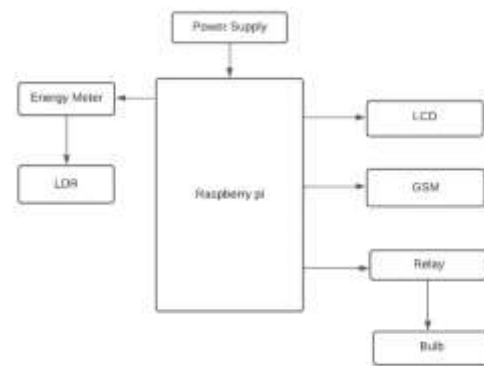 Power Supply
Energy Meter
LCD
LDR
Raspberry pi
GSM
Relay
Bulb